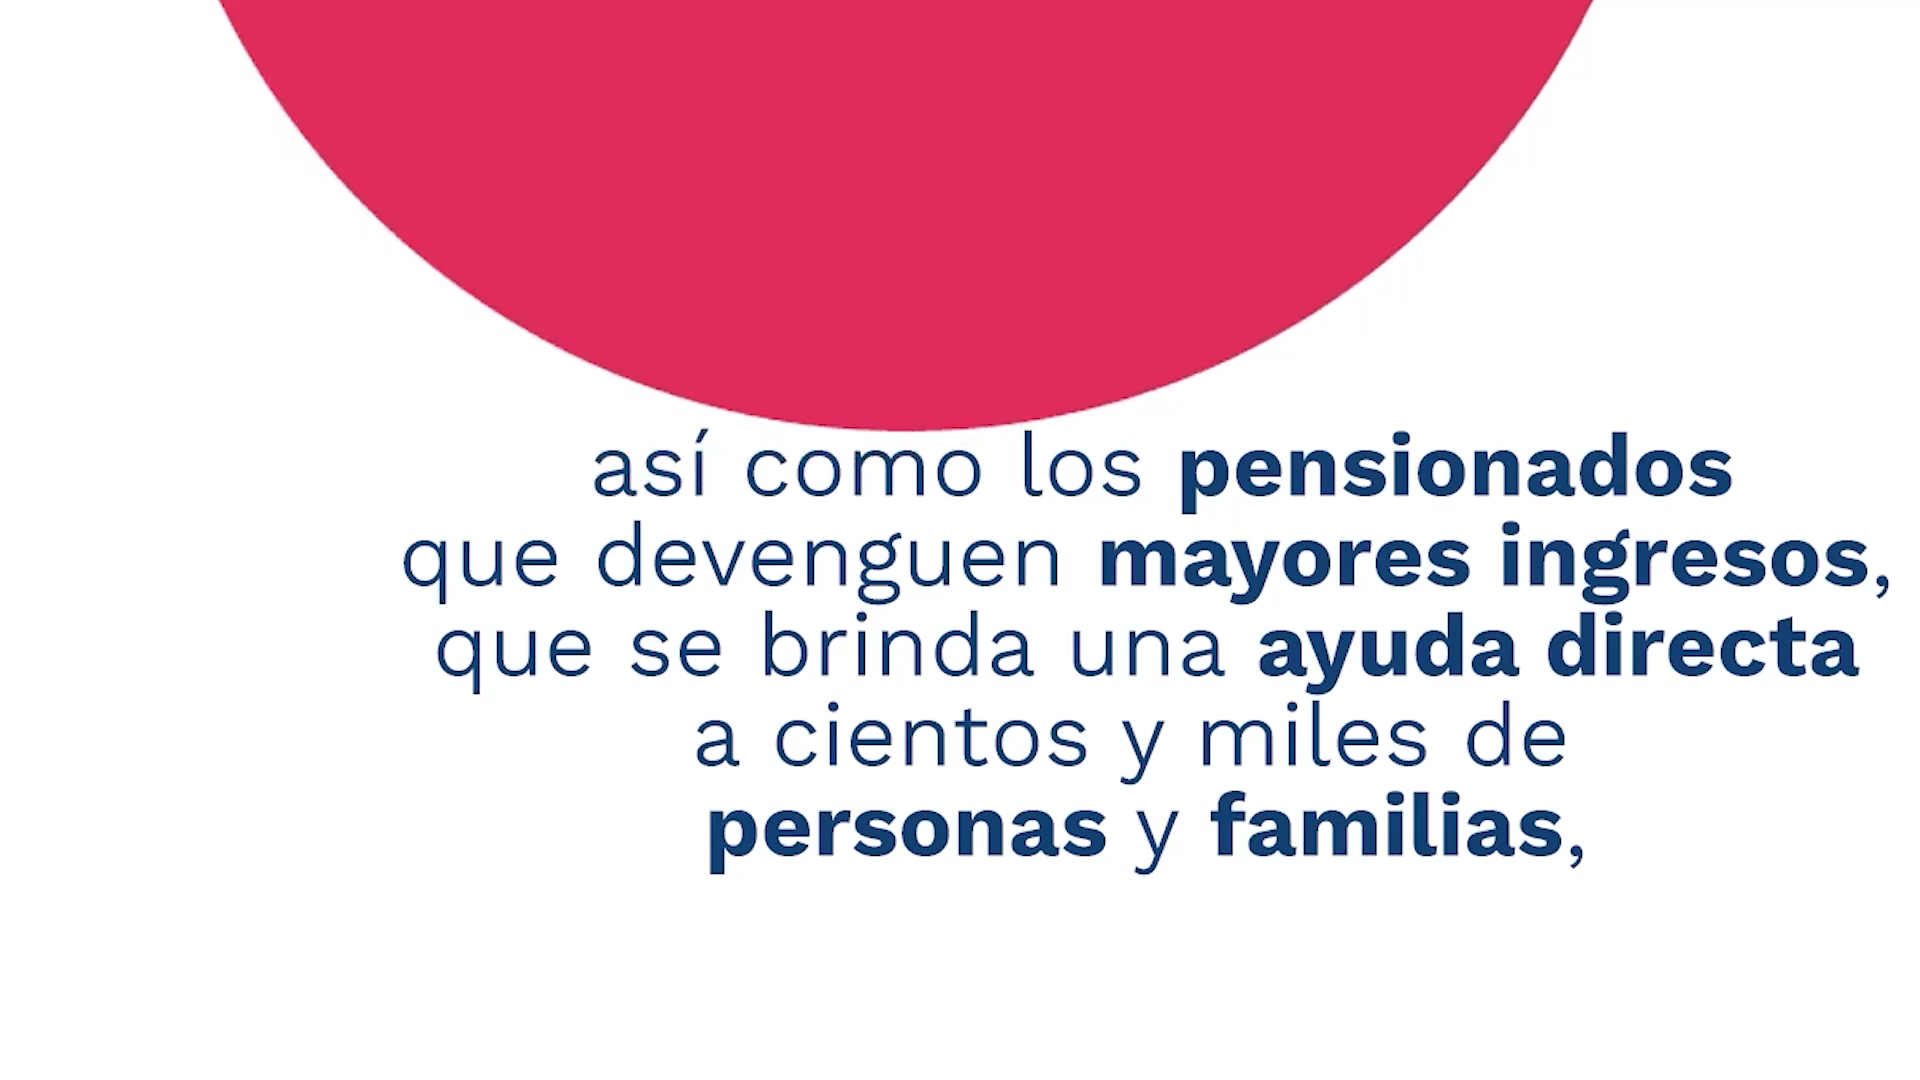 así como los pensionados
que devenguen mayores ingresos,
que se brinda una ayuda directa
a cientos y miles de
personas y familias,